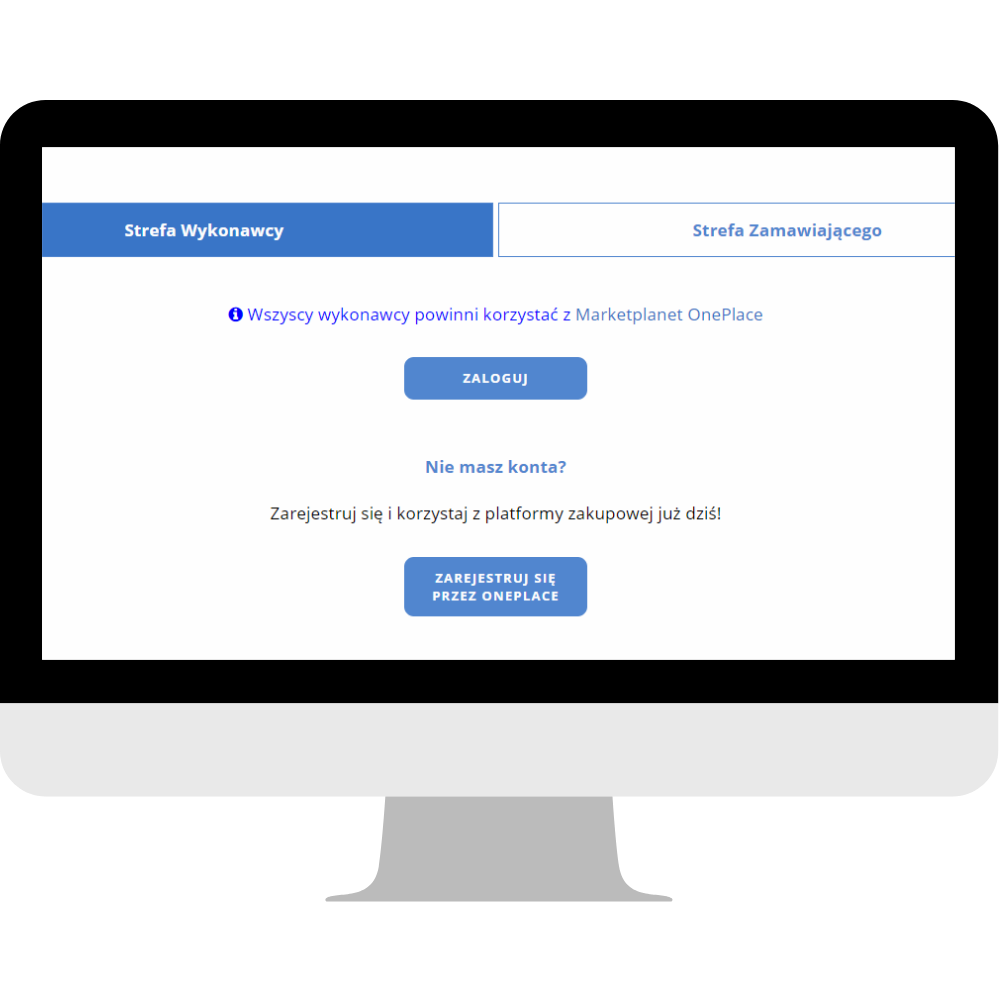 Strefa Wykonawcy
Strefa Zamawiającego
Wszyscy wykonawcy powinni korzystać z Marketplanet OnePlace
ZALOGUJ
Nie masz konta?
Zarejestruj się i korzystaj z platformy zakupowej już dziś!
ZAREJESTRUJ SIĘ
PRZEZ ONEPLACE